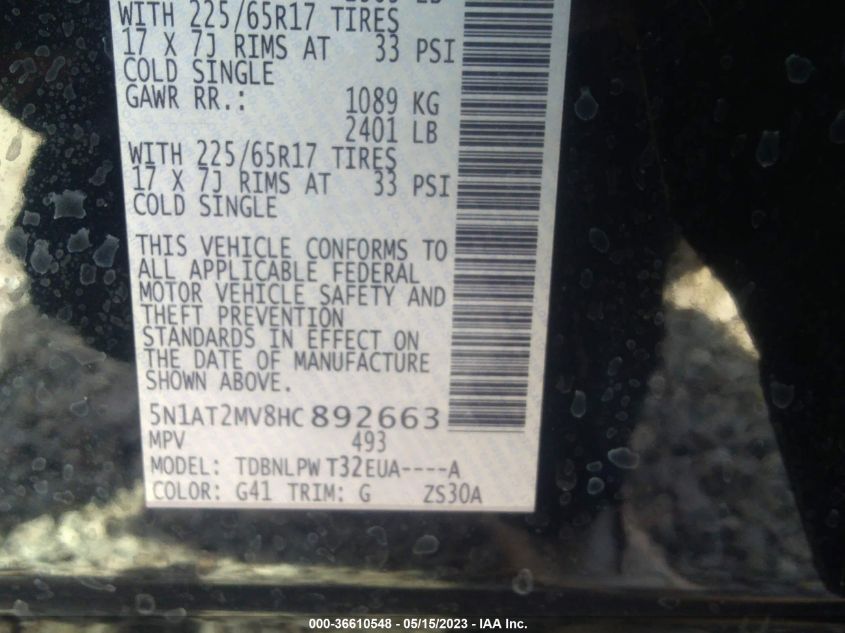 WITH 225/65R17 TIRES
17 X 7J RIMS AT 33 PSI
COLD SINGLE
GAWR RR.: 1089 KG
2401 LB
WITH 225/65R17 TIRES
17 X 7J RIMS AT 33 PSI
COLD SINGLE
THIS VEHICLE CONFORMS TO
ALL APPLICABLE FEDERAL
MOTOR VEHICLE SAFETY AND
THEFT PREVENTION
STANDARDS IN EFFECT ON
THE DATE OF MANUFACTURE
SHOWN ABOVE.
5N1AT2MV8HC892663
MPV 493
MODEL: TDBNLPW T32EUA----A
COLOR: G41 TRIM: G ZS30A
000-36610548 - 05/15/2023 - IAA Inc.